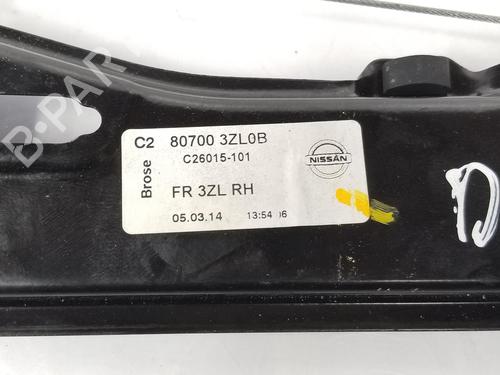 C2 80700 3ZL0B
Brose
C26015-101
NISSAN
FR 3ZL RH
05.03.14 13:54
B-Parts